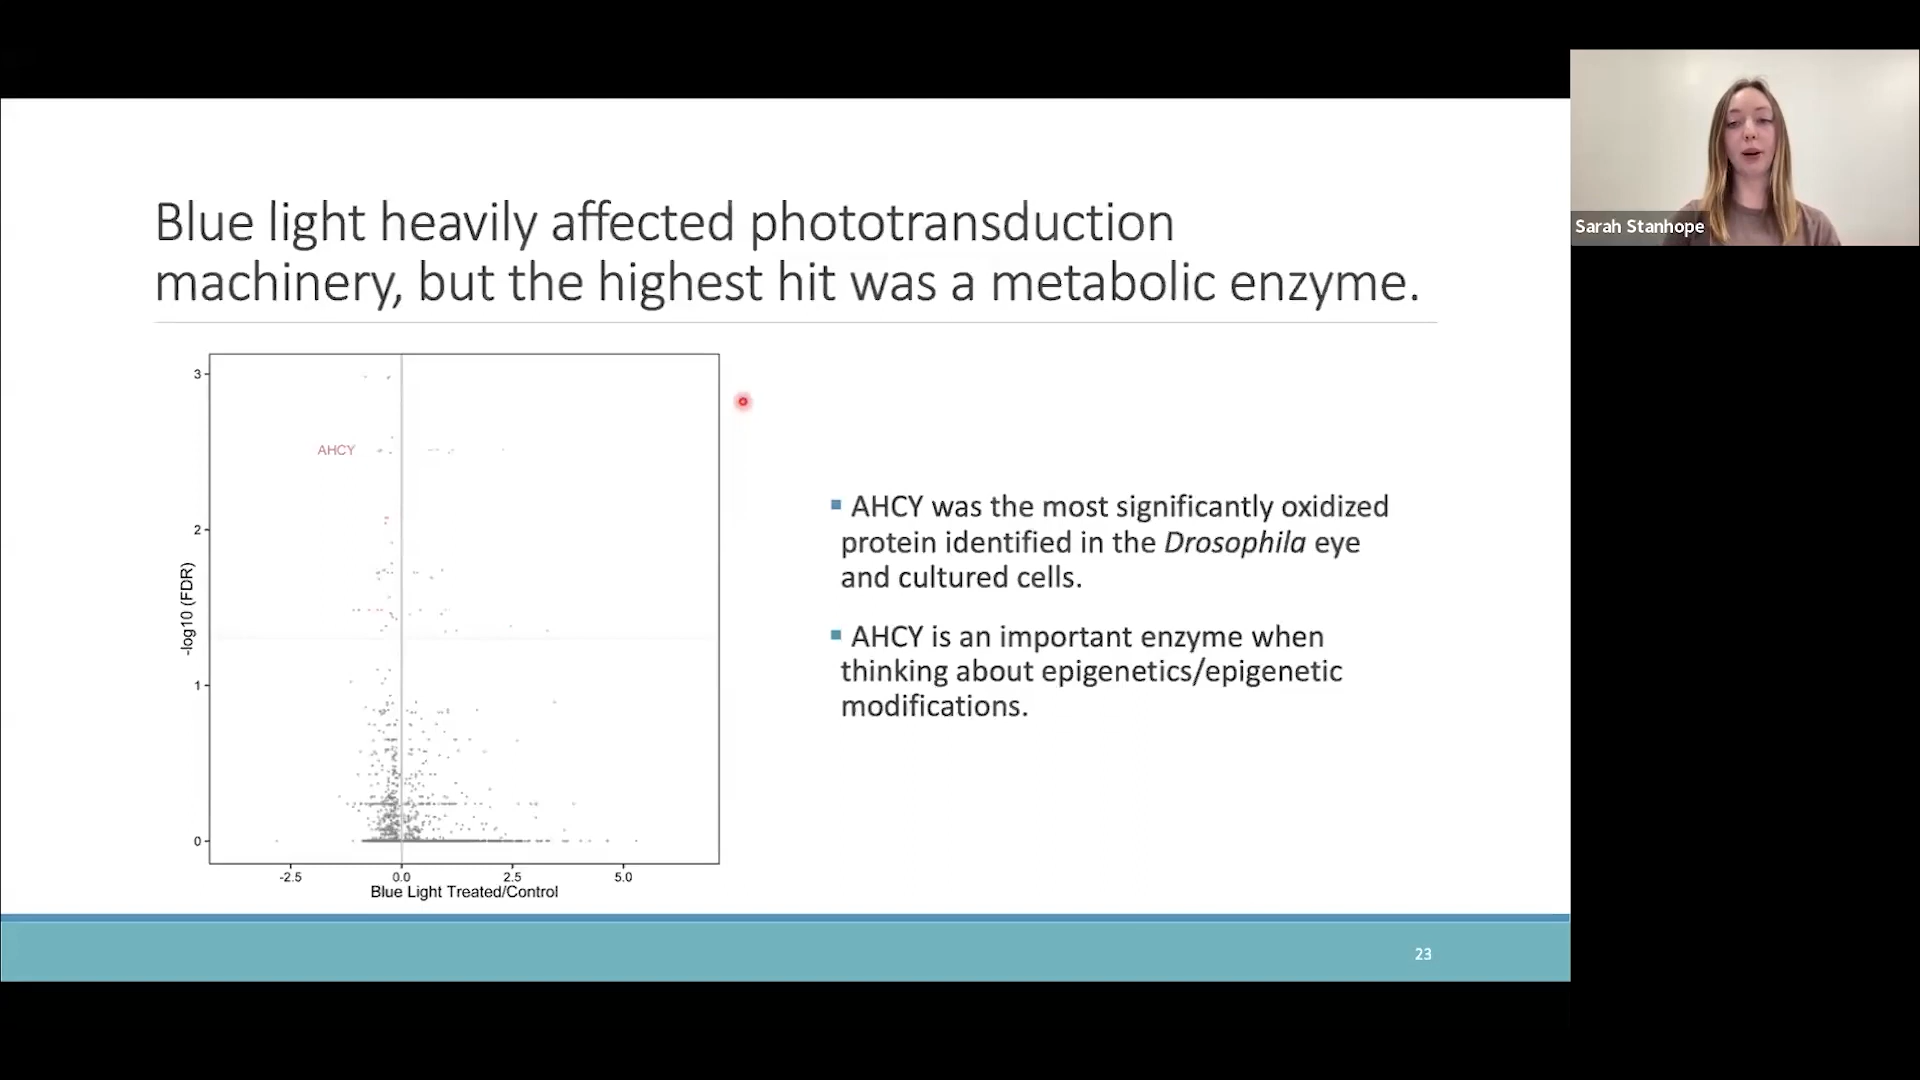 Blue light heavily affected phototransduction
machinery, but the highest hit was a metabolic enzyme.
Sarah Stanhope
3
AHCY
2
-log10 (FDR)
1
0
-2.5 0.0 2.5 5.0
Blue Light Treated/Control
AHCY was the most significantly oxidized
protein identified in the Drosophila eye
and cultured cells.
AHCY is an important enzyme when
thinking about epigenetics/epigenetic
modifications.
23